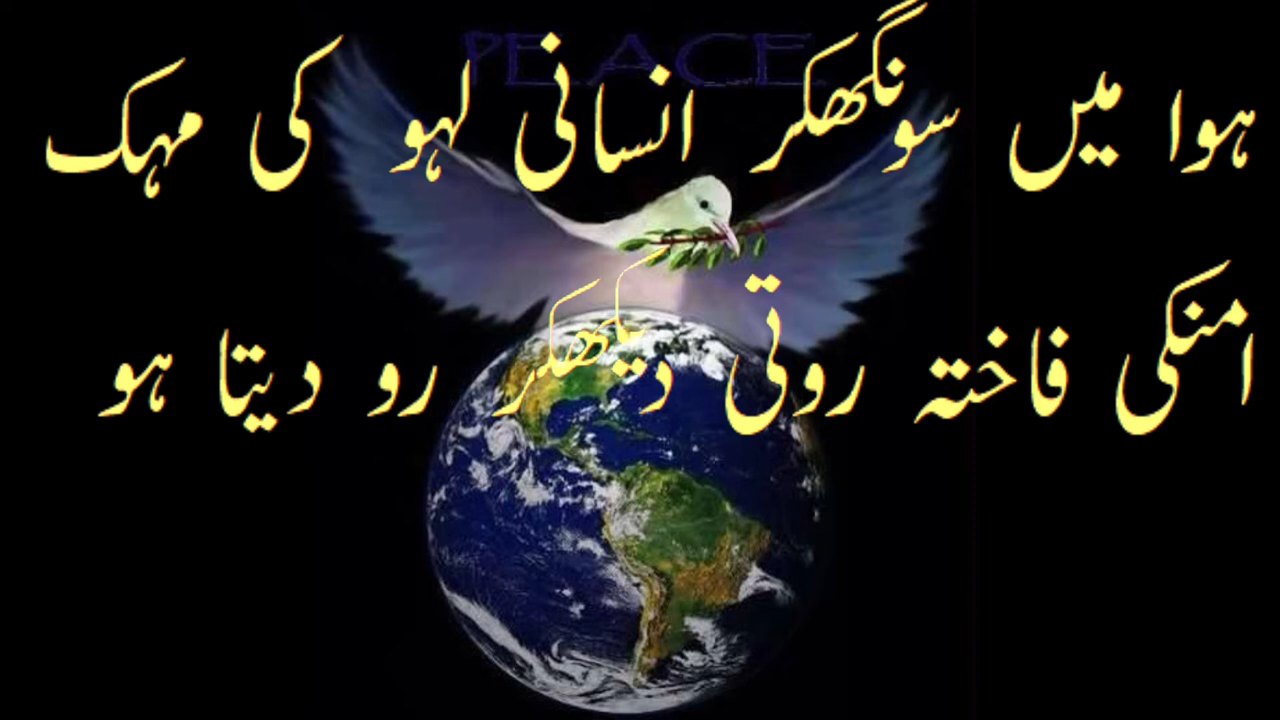 PEACE
ہوا میں سونگھکر انسانی لہو کی مہک
امنکی فاختہ روتی دیکھکر رو دیتا ہو